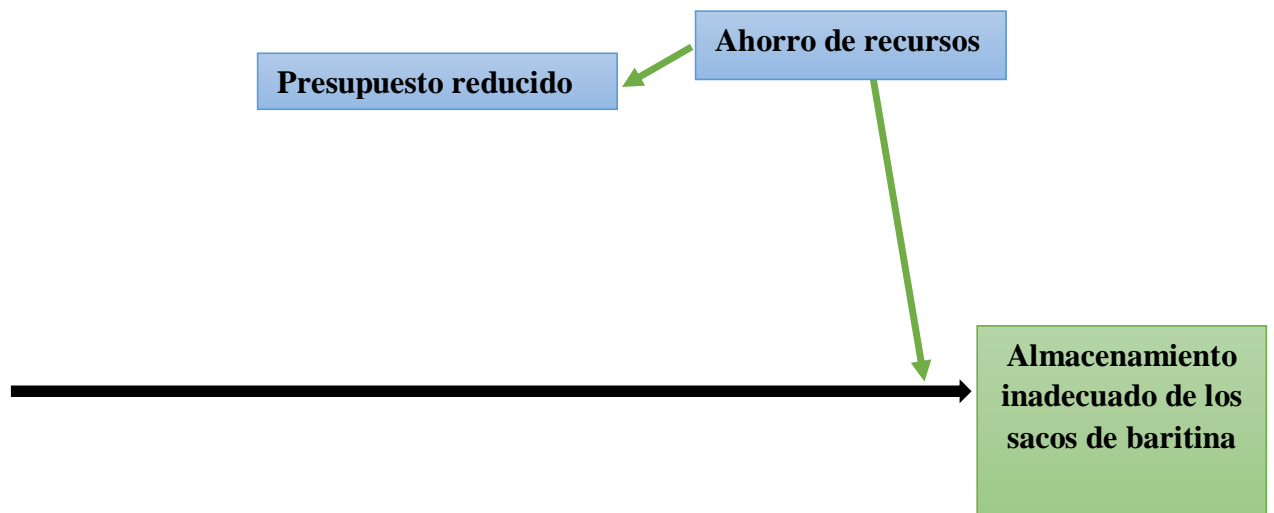 Ahorro de recursos
Presupuesto reducido
Almacenamiento
inadecuado de los
sacos de baritina